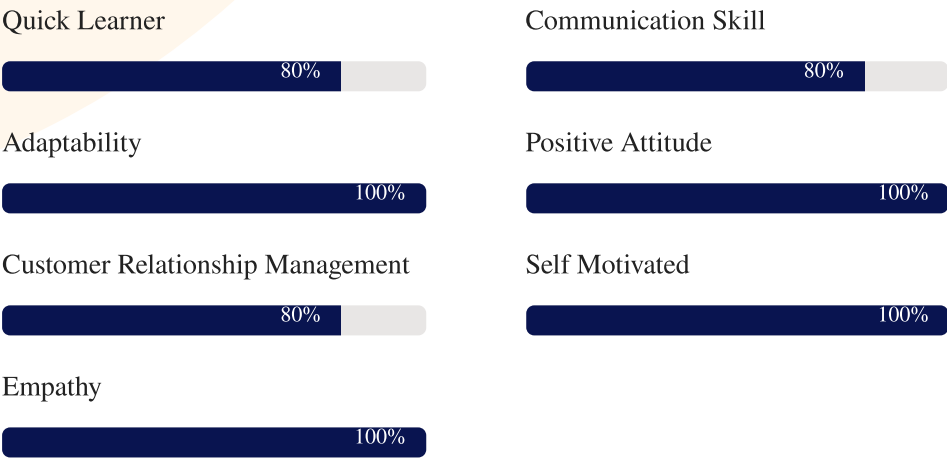 Quick Learner
80%
Communication Skill
80%
Adaptability
100%
Positive Attitude
100%
Customer Relationship Management
80%
Self Motivated
100%
Empathy
100%